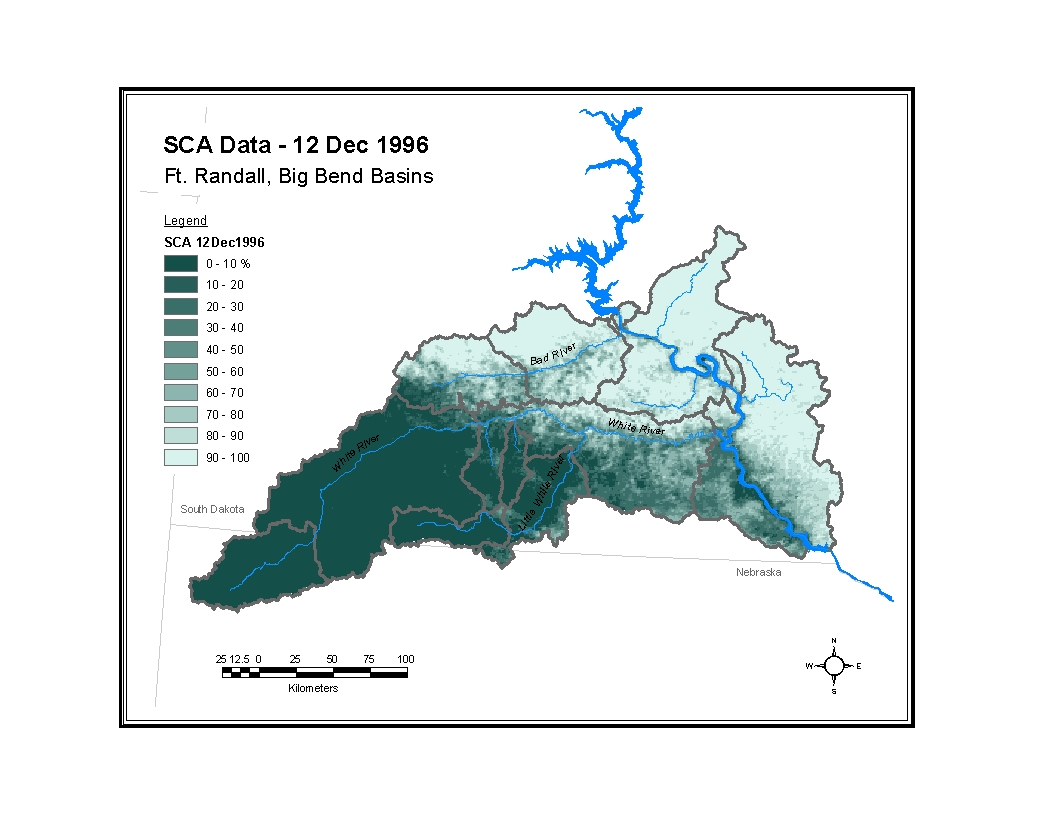 SCA Data - 12 Dec 1996
Ft. Randall, Big Bend Basins
Legend
SCA 12Dec1996
0 - 10 %
10 - 20
20 - 30
30 - 40
40 - 50
50 - 60
60 - 70
70 - 80
80 - 90
90 - 100
Bad River
White River
White River
Little White River
South Dakota
Nebraska
25 12.5 0 25 50 75 100
Kilometers
N
W E
S